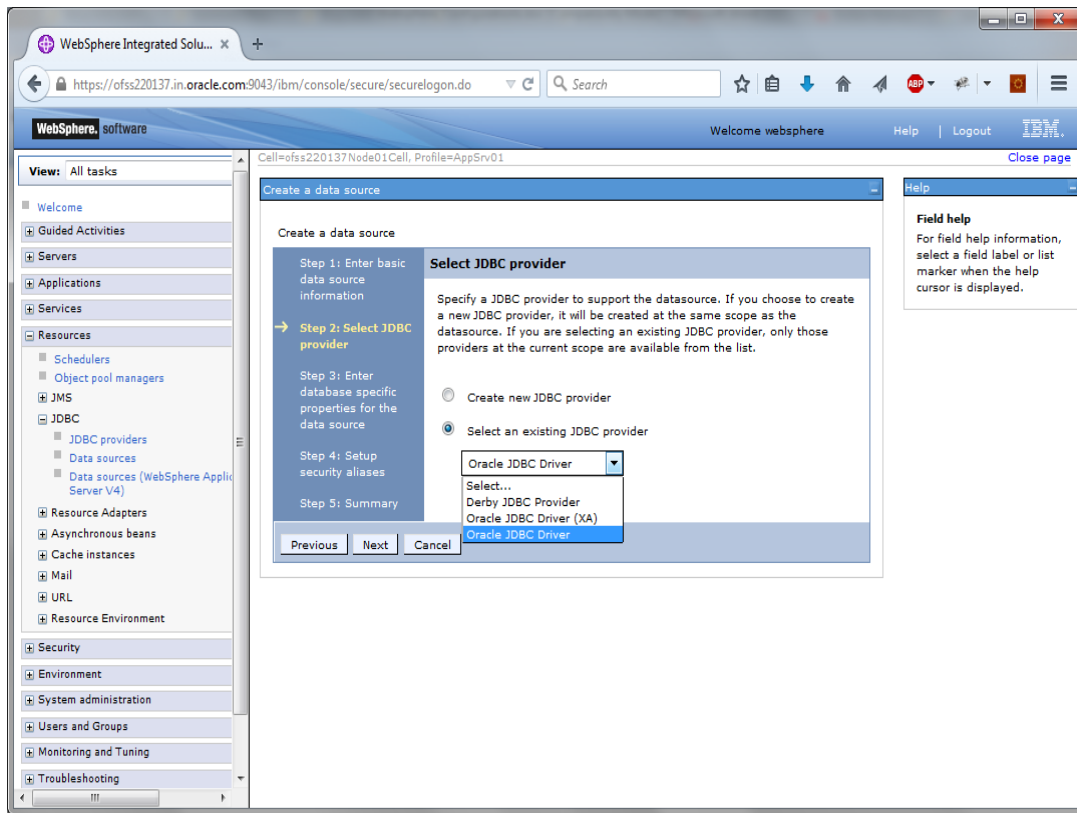 WebSphere Integrated Solu... ×
https://ofss220137.in.oracle.com:9043/ibm/console/secure/securelogon.do
Search
ABP
WebSphere. software
Welcome websphere
Help | Logout
IBM.
View: All tasks
Welcome
Guided Activities
Servers
Applications
Services
Resources
Schedulers
Object pool managers
JMS
JDBC
JDBC providers
Data sources
Data sources (WebSphere Applic
Server V4)
Resource Adapters
Asynchronous beans
Cache instances
Mail
URL
Resource Environment
Security
Environment
System administration
Users and Groups
Monitoring and Tuning
Troubleshooting
Cell=ofss220137Node01Cell, Profile=AppSrv01
Close page
Create a data source
Create a data source
Step 1: Enter basic
data source
information
Step 2: Select JDBC
provider
Step 3: Enter
database specific
properties for the
data source
Step 4: Setup
security aliases
Step 5: Summary
Select JDBC provider
Specify a JDBC provider to support the datasource. If you choose to create
a new JDBC provider, it will be created at the same scope as the
datasource. If you are selecting an existing JDBC provider, only those
providers at the current scope are available from the list.
Create new JDBC provider
Select an existing JDBC provider
Oracle JDBC Driver
Select...
Derby JDBC Provider
Oracle JDBC Driver (XA)
Oracle JDBC Driver
Previous
Next
Cancel
Help
Field help
For field help information,
select a field label or list
marker when the help
cursor is displayed.